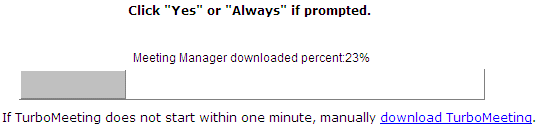 Click "Yes" or "Always" if prompted.
Meeting Manager downloaded percent:23%
If TurboMeeting does not start within one minute, manually download TurboMeeting.